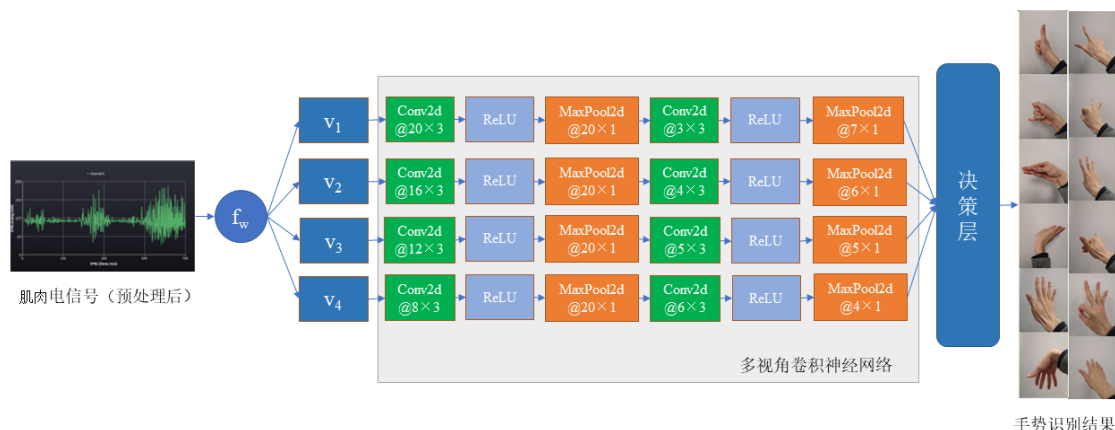 肌肉电信号（预处理后）
fw
v1
Conv2d
@20×3
ReLU
MaxPool2d
@20×1
Conv2d
@3×3
ReLU
MaxPool2d
@7×1
v2
Conv2d
@16×3
ReLU
MaxPool2d
@20×1
Conv2d
@4×3
ReLU
MaxPool2d
@6×1
v3
Conv2d
@12×3
ReLU
MaxPool2d
@20×1
Conv2d
@5×3
ReLU
MaxPool2d
@5×1
v4
Conv2d
@8×3
ReLU
MaxPool2d
@20×1
Conv2d
@6×3
ReLU
MaxPool2d
@4×1
多视角卷积神经网络
决策层
手势识别结果